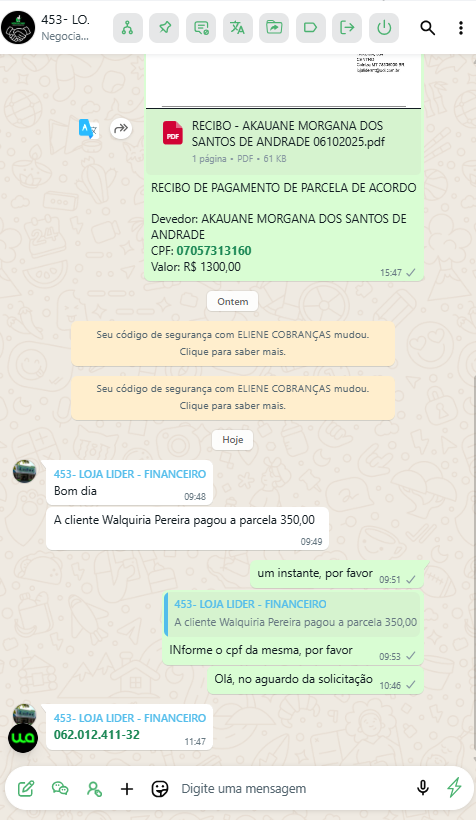 453- LO.
Negocia...
CENTRO
PDF
RECIBO - AKAUANE MORGANA DOS
SANTOS DE ANDRADE 06102025.pdf
1 página • PDF • 61 KB
RECIBO DE PAGAMENTO DE PARCELA DE ACORDO
Devedor: AKAUANE MORGANA DOS SANTOS DE
ANDRADE
CPF: 07057313160
Valor: R$ 1300,00
15:47
Ontem
Seu código de segurança com ELIENE COBRANÇAS mudou.
Clique para saber mais.
Seu código de segurança com ELIENE COBRANÇAS mudou.
Clique para saber mais.
Hoje
453- LOJA LIDER - FINANCEIRO
Bom dia
09:48
A cliente Walquiria Pereira pagou a parcela 350,00
09:49
um instante, por favor
09:51
453- LOJA LIDER - FINANCEIRO
A cliente Walquiria Pereira pagou a parcela 350,00
INforme o cpf da mesma, por favor
09:53
Olá, no aguardo da solicitação
10:46
453- LOJA LIDER - FINANCEIRO
062.012.411-32
11:47
Digite uma mensagem